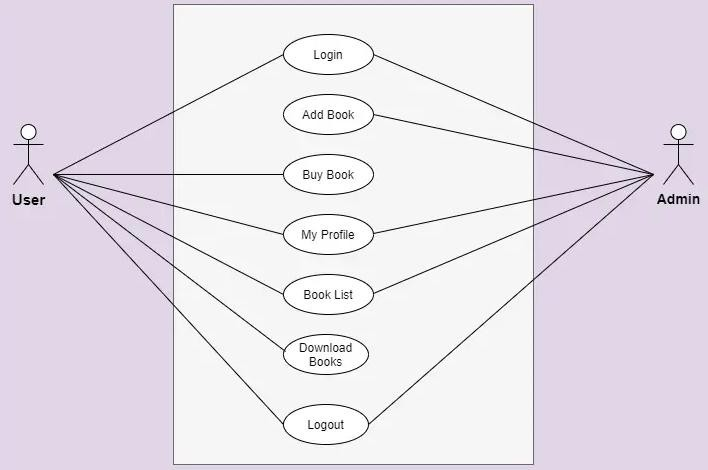 Login
Add Book
Buy Book
User
Admin
My Profile
Book List
Download
Books
Logout